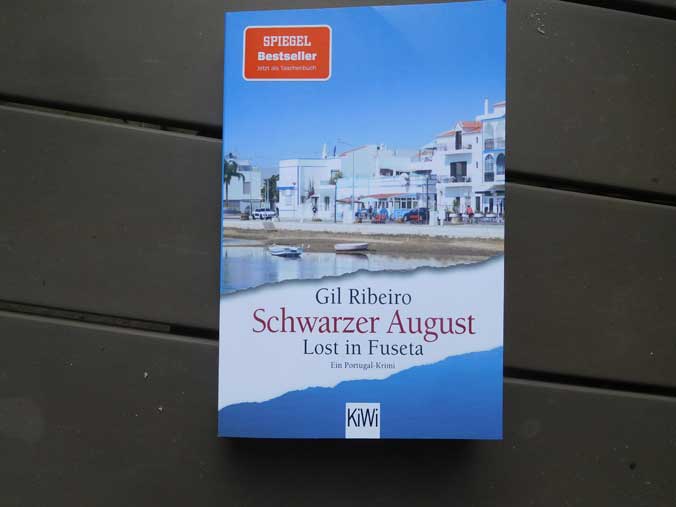 SPIEGEL
Bestseller
Jetzt als Taschenbuch
Gil Ribeiro
Schwarzer August
Lost in Fuseta
Ein Portugal-Krimi
KiWi